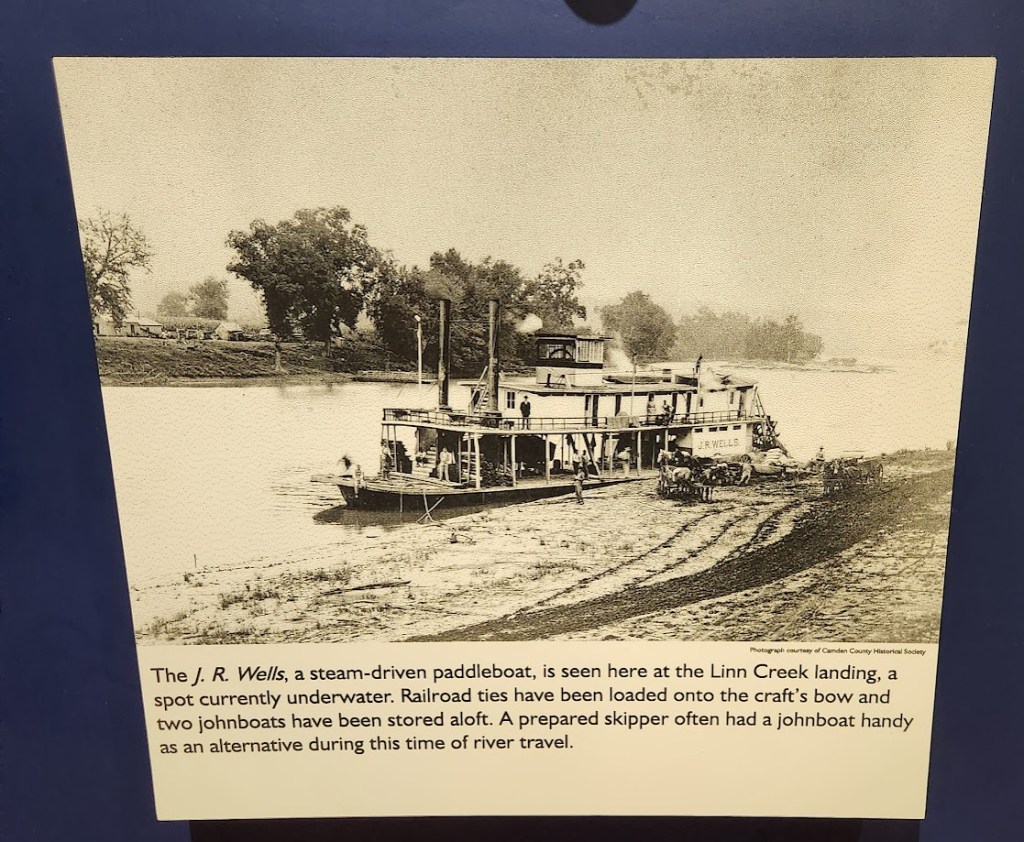 J.R. WELLS
Photograph courtesy of Camden County Historical Society
The J. R. Wells, a steam-driven paddleboat, is seen here at the Linn Creek landing, a
spot currently underwater. Railroad ties have been loaded onto the craft's bow and
two johnboats have been stored aloft. A prepared skipper often had a johnboat handy
as an alternative during this time of river travel.